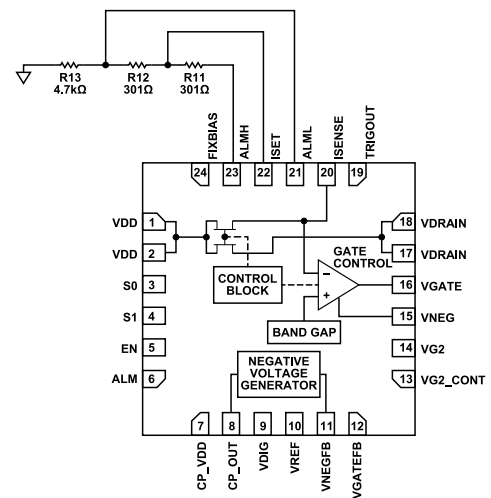 R13
4.7kΩ
R12
301Ω
R11
301Ω
FIXBIAS
ALMH
ISET
ALML
ISENSE
TRIGOUT
24
23
22
21
20
19
VDD
1
VDD
2
S0
3
S1
4
EN
5
ALM
6
18
VDRAIN
17
VDRAIN
16
VGATE
15
VNEG
14
VG2
13
VG2_CONT
GATE
CONTROL
–
+
CONTROL
BLOCK
BAND GAP
NEGATIVE
VOLTAGE
GENERATOR
7
8
9
10
11
12
CP_VDD
CP_OUT
VDIG
VREF
VNEGFB
VGATEFB